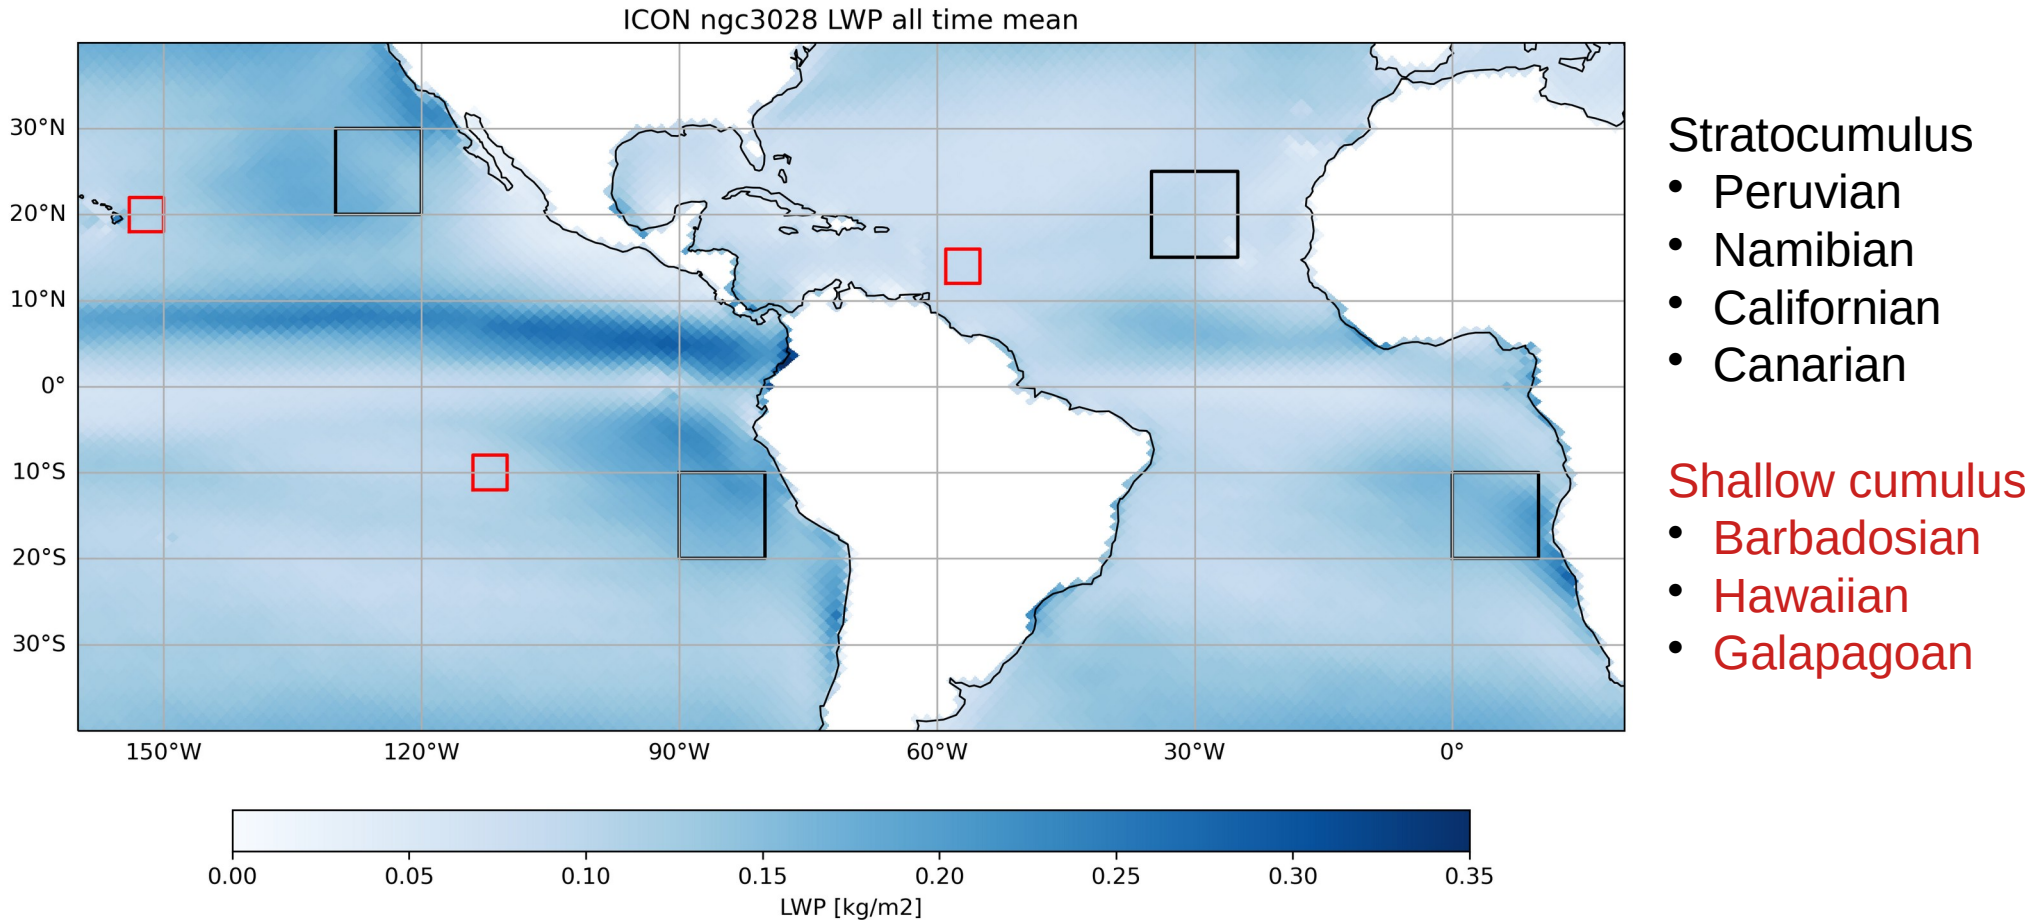 ICON ngc3028 LWP all time mean
30°N
20°N
10°N
0°
10°S
20°S
30°S
150°W 120°W 90°W 60°W 30°W 0°
0.00 0.05 0.10 0.15 0.20 0.25 0.30 0.35
LWP [kg/m2]
Stratocumulus
• Peruvian
• Namibian
• Californian
• Canarian
Shallow cumulus
• Barbadosian
• Hawaiian
• Galapagoan